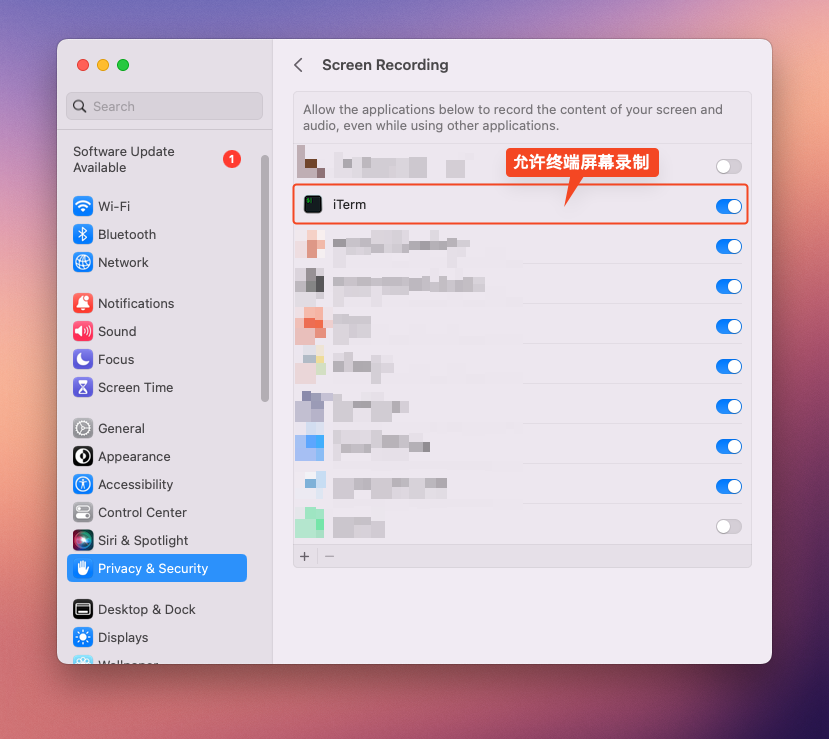 Screen Recording
Search
Allow the applications below to record the content of your screen and
audio, even while using other applications.
Software Update
Available
1
允许终端屏幕录制
iTerm
Wi-Fi
Bluetooth
Network
Notifications
Sound
Focus
Screen Time
General
Appearance
Accessibility
Control Center
Siri & Spotlight
Privacy & Security
Desktop & Dock
Displays
Wallpaper